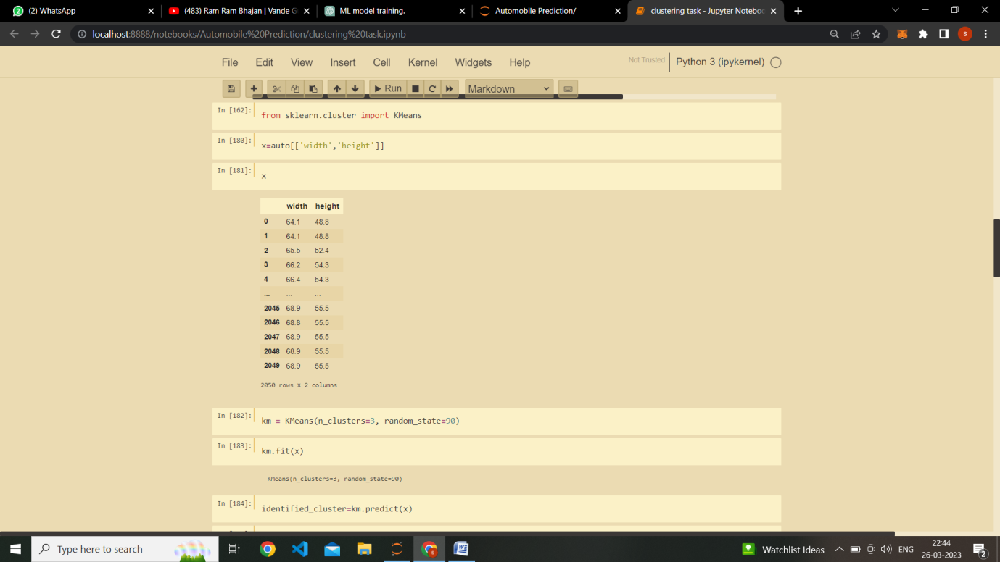 (2) WhatsApp
(483) Ram Ram Bhajan | Vande G
ML model training.
Automobile Prediction/
clustering task - Jupyter Noteboo
localhost:8888/notebooks/Automobile%20Prediction/clustering%20task.ipynb
S
File Edit View Insert Cell Kernel Widgets Help
Not Trusted
Python 3 (ipykernel)
Run
Markdown
In [162]: from sklearn.cluster import KMeans
In [180]: x=auto[['width','height']]
In [181]: x
width height
0 64.1 48.8
1 64.1 48.8
2 65.5 52.4
3 66.2 54.3
4 66.4 54.3
... ... ...
2045 68.9 55.5
2046 68.8 55.5
2047 68.9 55.5
2048 68.9 55.5
2049 68.9 55.5
2050 rows × 2 columns
In [182]: km = KMeans(n_clusters=3, random_state=90)
In [183]: km.fit(x)
KMeans(n_clusters=3, random_state=90)
In [184]: identified_cluster=km.predict(x)
Type here to search
Watchlist Ideas
ENG
22:44
26-03-2023
2